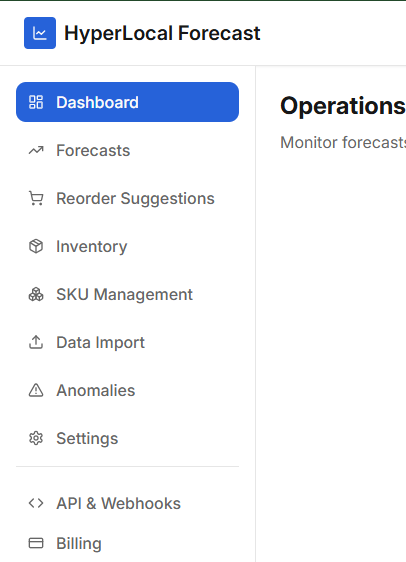 HyperLocal Forecast
Dashboard
Forecasts
Reorder Suggestions
Inventory
SKU Management
Data Import
Anomalies
Settings
API & Webhooks
Billing
Operations
Monitor forecasts